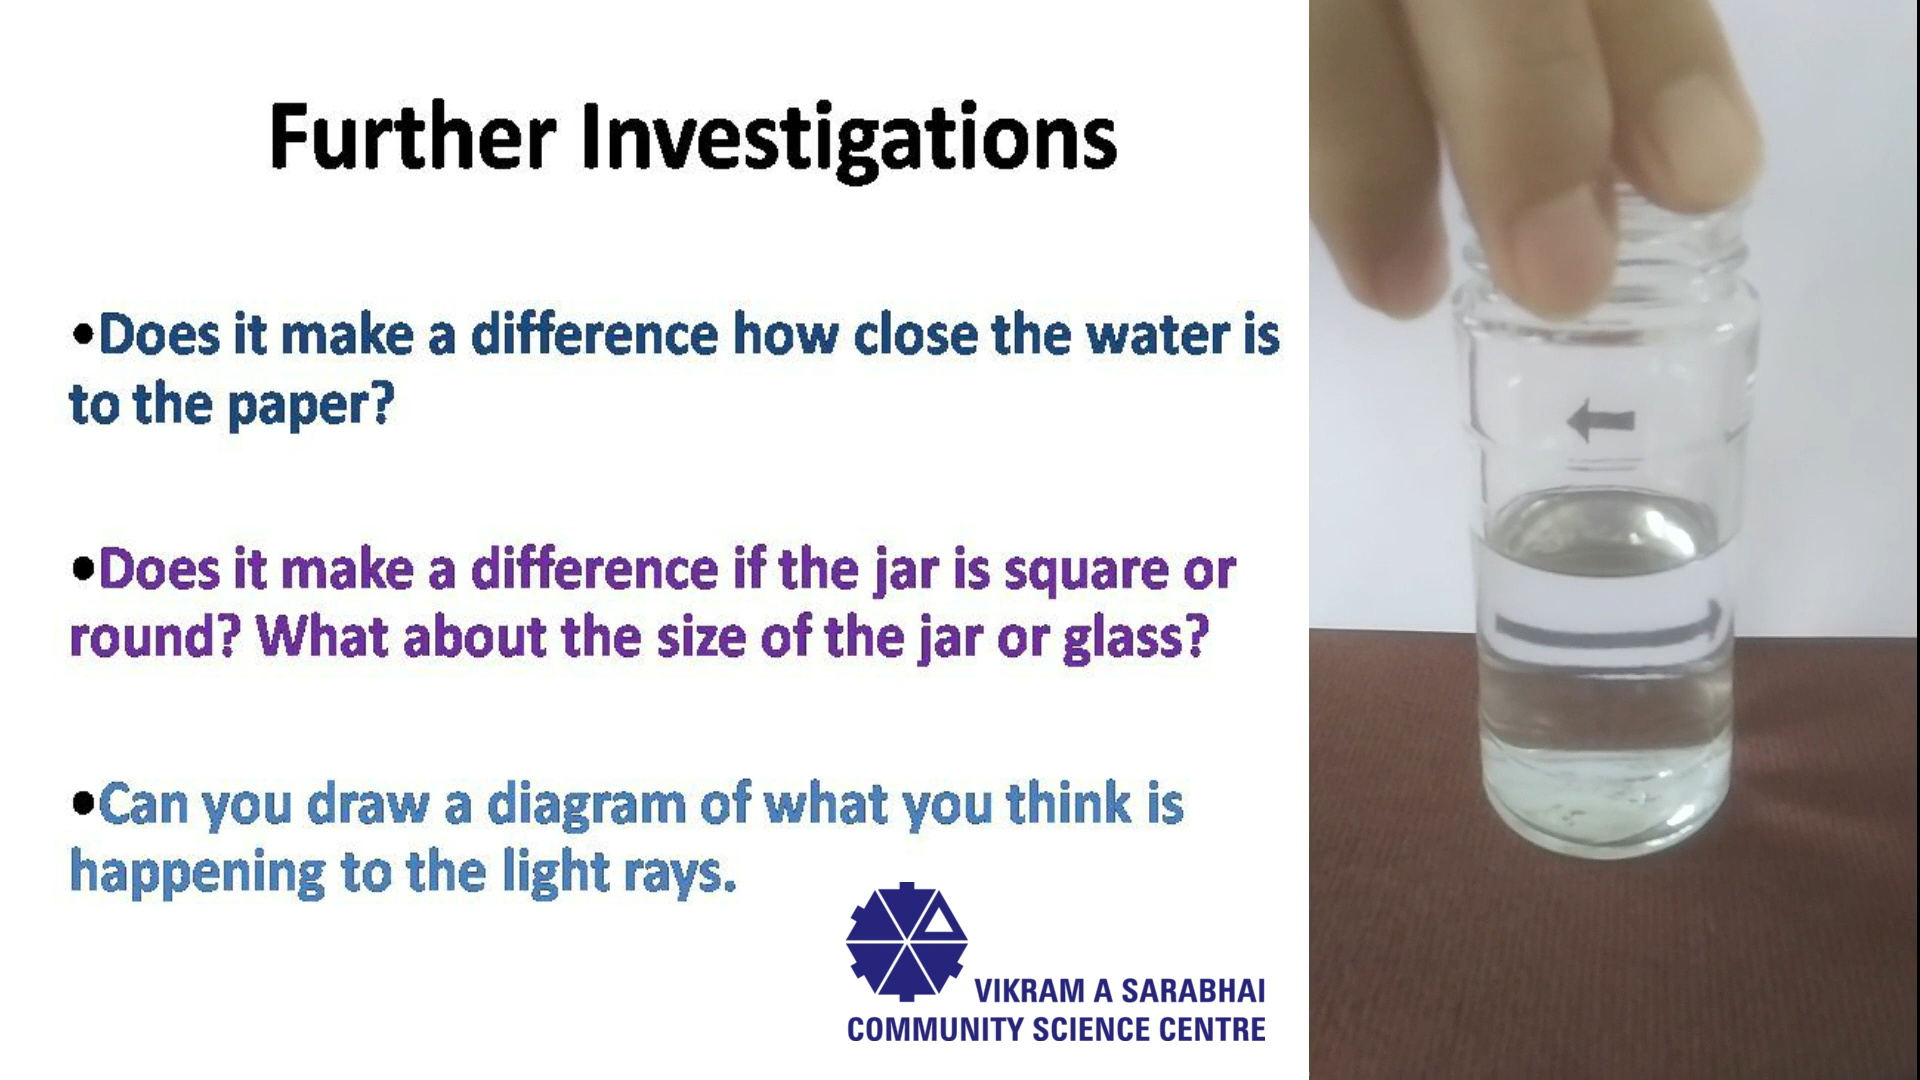 Further Investigations
•Does it make a difference how close the water is
to the paper?
•Does it make a difference if the jar is square or
round? What about the size of the jar or glass?
•Can you draw a diagram of what you think is
happening to the light rays.
VIKRAM A SARABHAI
COMMUNITY SCIENCE CENTRE